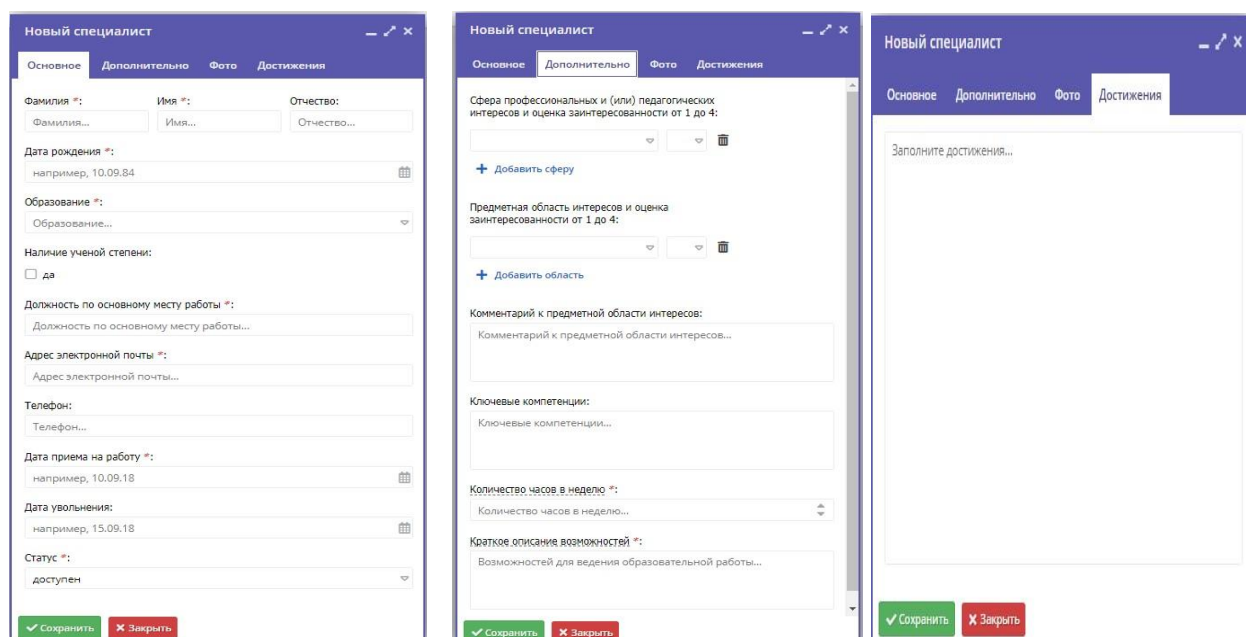 Новый специалист
Основное Дополнительно Фото Достижения
Фамилия *: Имя *: Отчество:
Фамилия... Имя... Отчество...
Дата рождения *:
например, 10.09.84
Образование *:
Образование...
Наличие ученой степени:
да
Должность по основному месту работы *:
Должность по основному месту работы...
Адрес электронной почты *:
Адрес электронной почты...
Телефон:
Телефон...
Дата приема на работу *:
например, 10.09.18
Дата увольнения:
например, 15.09.18
Статус *:
доступен
Сохранить Закрыть
Новый специалист
Основное Дополнительно Фото Достижения
Сфера профессиональных и (или) педагогических
интересов и оценка заинтересованности от 1 до 4:
Добавить сферу
Предметная область интересов и оценка
заинтересованности от 1 до 4:
Добавить область
Комментарий к предметной области интересов:
Комментарий к предметной области интересов...
Ключевые компетенции:
Ключевые компетенции...
Количество часов в неделю *:
Количество часов в неделю...
Краткое описание возможностей *:
Возможностей для ведения образовательной работы...
Сохранить Закрыть
Новый специалист
Основное Дополнительно Фото Достижения
Заполните достижения...
Сохранить Закрыть